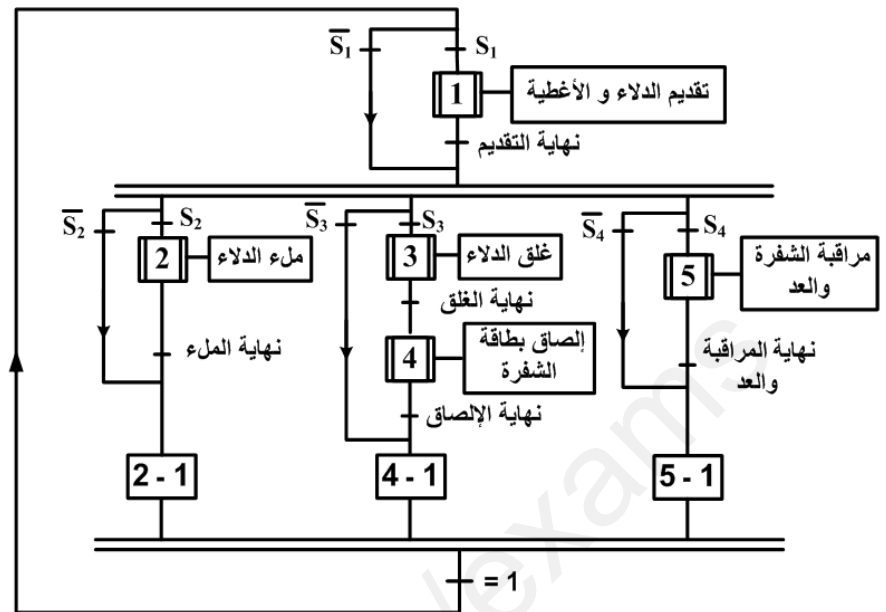 S̅₁
S₁
1
تقديم الدلاء و الأغطية
نهاية التقديم
S̅₂
S₂
2
ملء الدلاء
نهاية الملء
2 - 1
S̅₃
S₃
3
غلق الدلاء
نهاية الغلق
4
إلصاق بطاقة
الشفرة
نهاية الإلصاق
4 - 1
S̅₄
S₄
5
مراقبة الشفرة
والعد
نهاية المراقبة
والعد
5 - 1
= 1
/exams